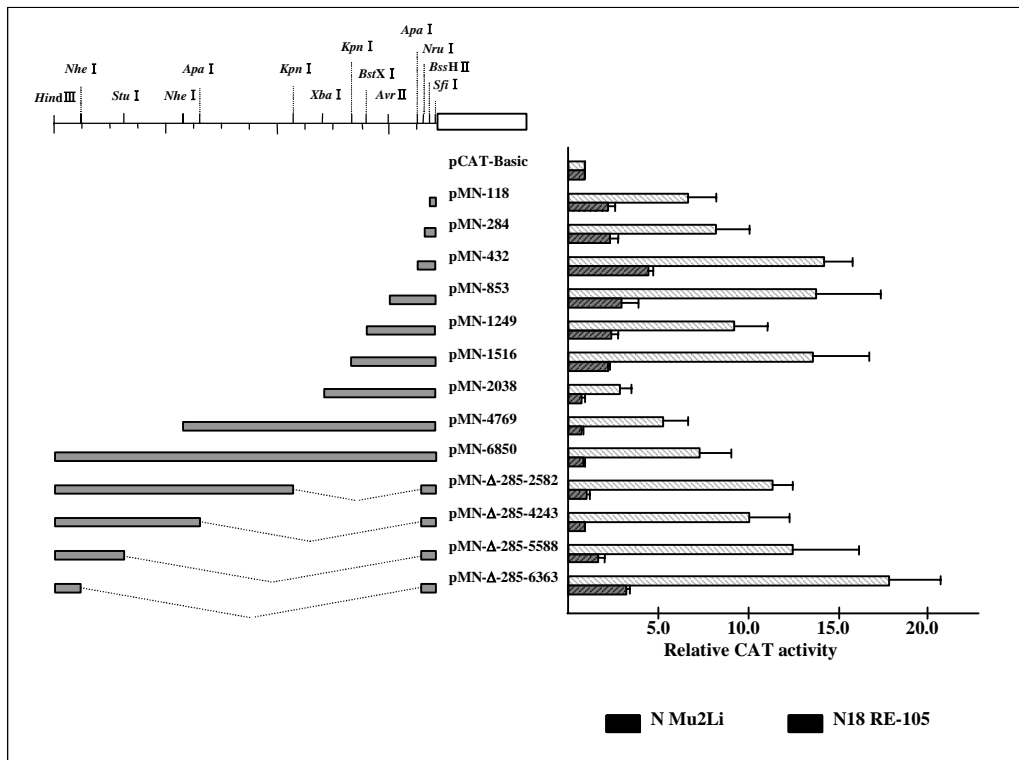 Apa I
Kpn I
Nru I
Nhe I
Apa I
Kpn I
BstX I
BssH II
HindIII
Stu I
Nhe I
Xba I
Avr II
Sfi I
pCAT-Basic
pMN-118
pMN-284
pMN-432
pMN-853
pMN-1249
pMN-1516
pMN-2038
pMN-4769
pMN-6850
pMN-Δ-285-2582
pMN-Δ-285-4243
pMN-Δ-285-5588
pMN-Δ-285-6363
5.0 10.0 15.0 20.0
Relative CAT activity
N Mu2Li N18 RE-105